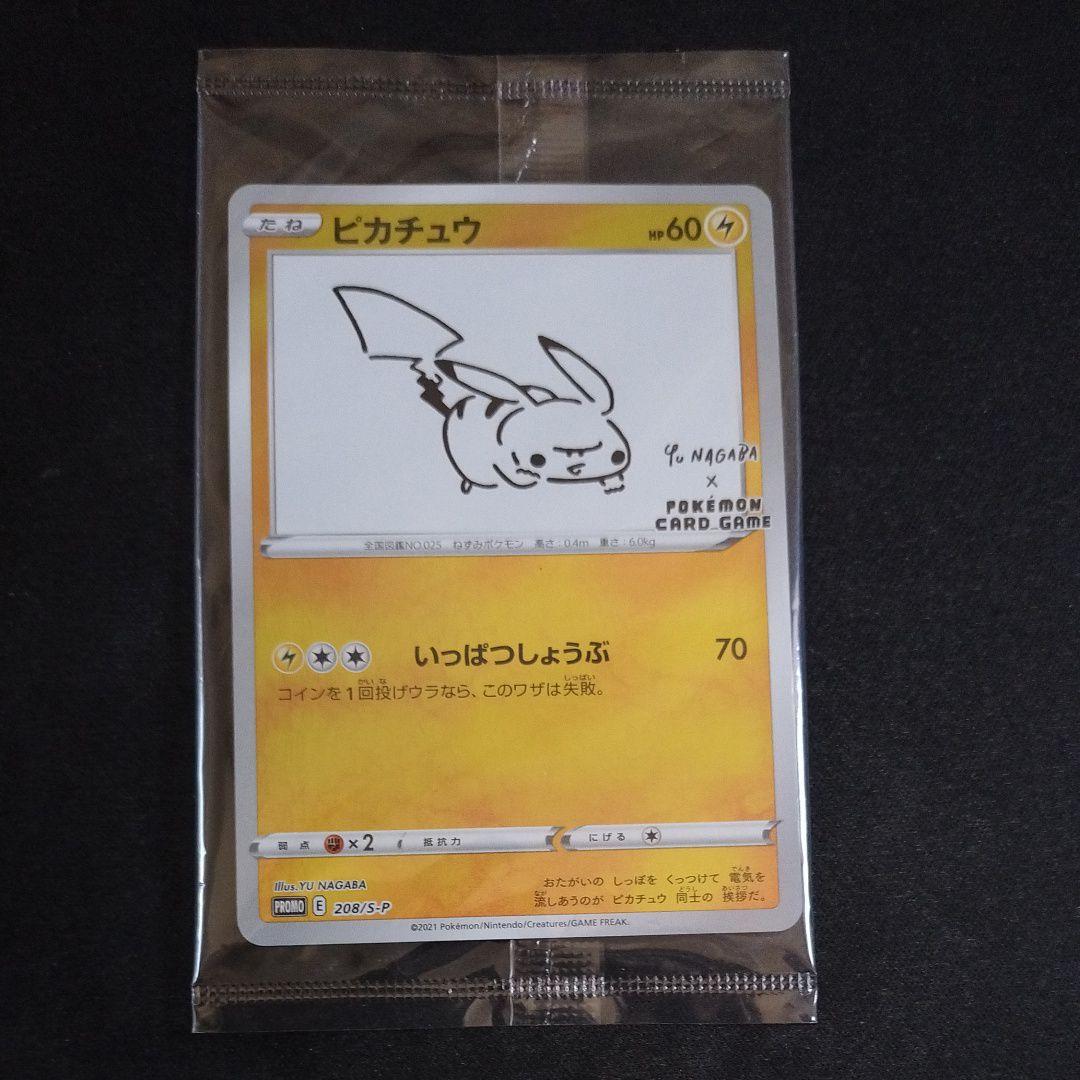 たね ピカチュウ HP60
Yu NAGABA
×
POKÉMON
CARD GAME
全国図鑑NO.025 ねずみポケモン 高さ:0.4m 重さ:6.0kg
いっぱつしょうぶ 70
コインを1回投げウラなら、このワザは失敗。
弱点 ×2 抵抗力 にげる
Illus.YU NAGABA
おたがいの しっぽを くっつけて 電気を
流しあうのが ピカチュウ 同士の 挨拶だ。
PROMO E 208/S-P
©2021 Pokémon/Nintendo/Creatures/GAME FREAK.